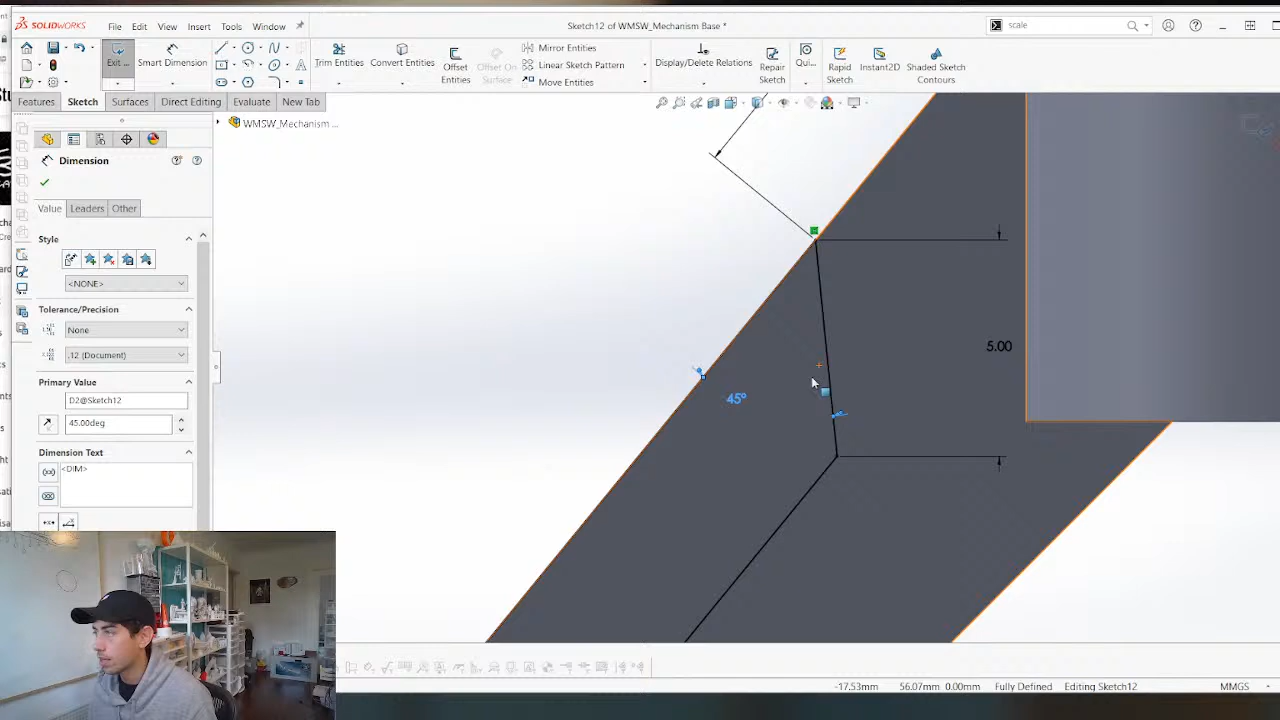 SOLIDWORKS
File
Edit
View
Insert
Tools
Window
Sketch12 of WMSW_Mechanism Base *
scale
Exit ...
Smart Dimension
Trim Entities
Convert Entities
Offset Entities
Offset On Surface
Mirror Entities
Linear Sketch Pattern
Move Entities
Display/Delete Relations
Repair Sketch
Qui...
Rapid Sketch
Instant2D
Shaded Sketch Contours
Features
Sketch
Surfaces
Direct Editing
Evaluate
New Tab
WMSW_Mechanism ...
Dimension
Value
Leaders
Other
Style
<NONE>
Tolerance/Precision
None
.12 (Document)
Primary Value
D2@Sketch12
45.00deg
Dimension Text
<DIM>
45°
5.00
-17.53mm
56.07mm
0.00mm
Fully Defined
Editing Sketch12
MMGS